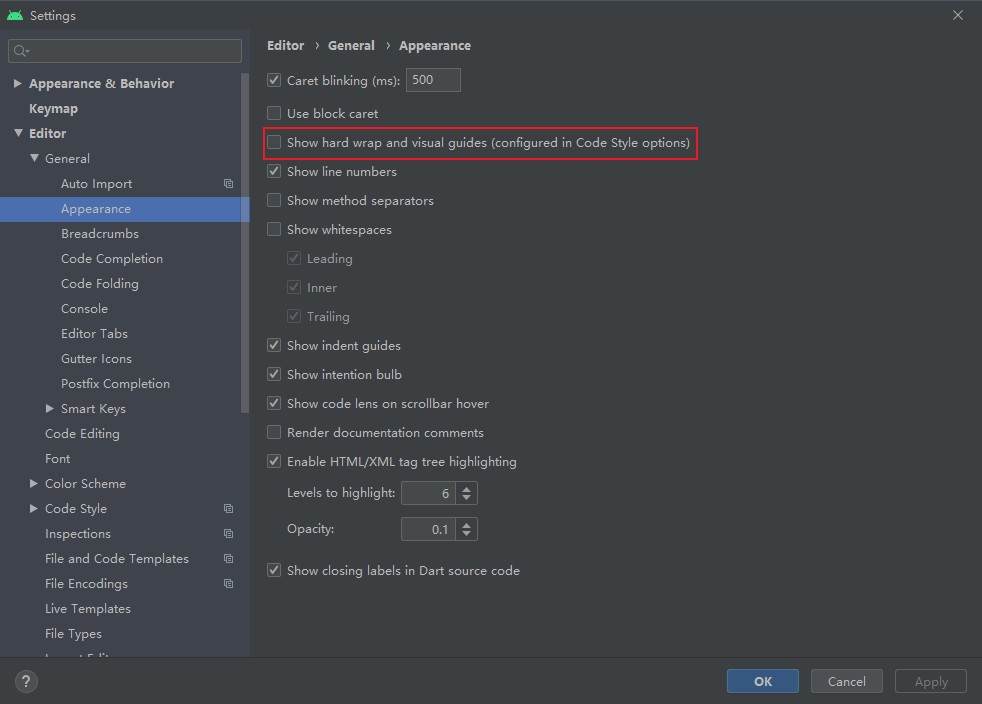 Settings
Appearance & Behavior
Keymap
Editor
General
Auto Import
Appearance
Breadcrumbs
Code Completion
Code Folding
Console
Editor Tabs
Gutter Icons
Postfix Completion
Smart Keys
Code Editing
Font
Color Scheme
Code Style
Inspections
File and Code Templates
File Encodings
Live Templates
File Types
Editor › General › Appearance
Caret blinking (ms): 500
Use block caret
Show hard wrap and visual guides (configured in Code Style options)
Show line numbers
Show method separators
Show whitespaces
Leading
Inner
Trailing
Show indent guides
Show intention bulb
Show code lens on scrollbar hover
Render documentation comments
Enable HTML/XML tag tree highlighting
Levels to highlight: 6
Opacity: 0.1
Show closing labels in Dart source code
?
OK
Cancel
Apply